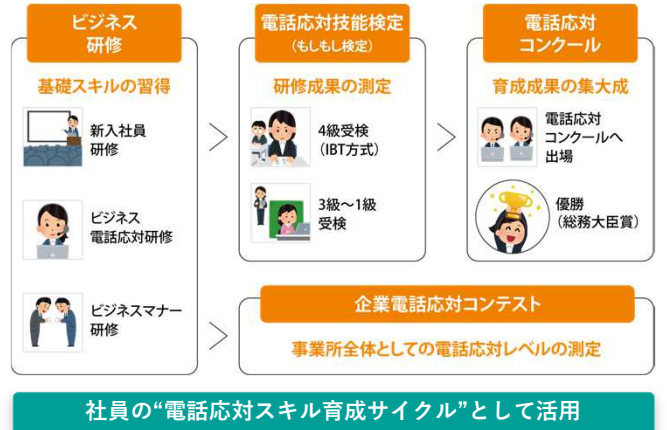 ビジネス
研修
基礎スキルの習得
新入社員
研修
ビジネス
電話応対研修
ビジネスマナー
研修
電話応対技能検定
(もしもし検定)
研修成果の測定
4級受検
(IBT方式)
3級〜1級
受検
電話応対
コンクール
育成成果の集大成
電話応対
コンクールへ
出場
優勝
(総務大臣賞)
企業電話応対コンテスト
事業所全体としての電話応対レベルの測定
社員の“電話応対スキル育成サイクル”として活用